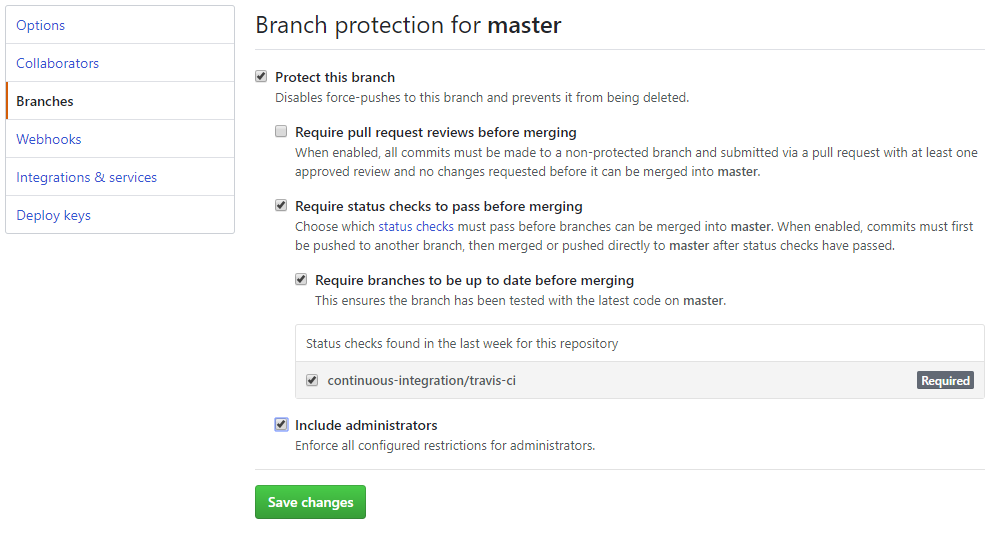 Options
Collaborators
Branches
Webhooks
Integrations & services
Deploy keys
Branch protection for master
Protect this branch
Disables force-pushes to this branch and prevents it from being deleted.
Require pull request reviews before merging
When enabled, all commits must be made to a non-protected branch and submitted via a pull request with at least one
approved review and no changes requested before it can be merged into master.
Require status checks to pass before merging
Choose which status checks must pass before branches can be merged into master. When enabled, commits must first
be pushed to another branch, then merged or pushed directly to master after status checks have passed.
Require branches to be up to date before merging
This ensures the branch has been tested with the latest code on master.
Status checks found in the last week for this repository
continuous-integration/travis-ci Required
Include administrators
Enforce all configured restrictions for administrators.
Save changes